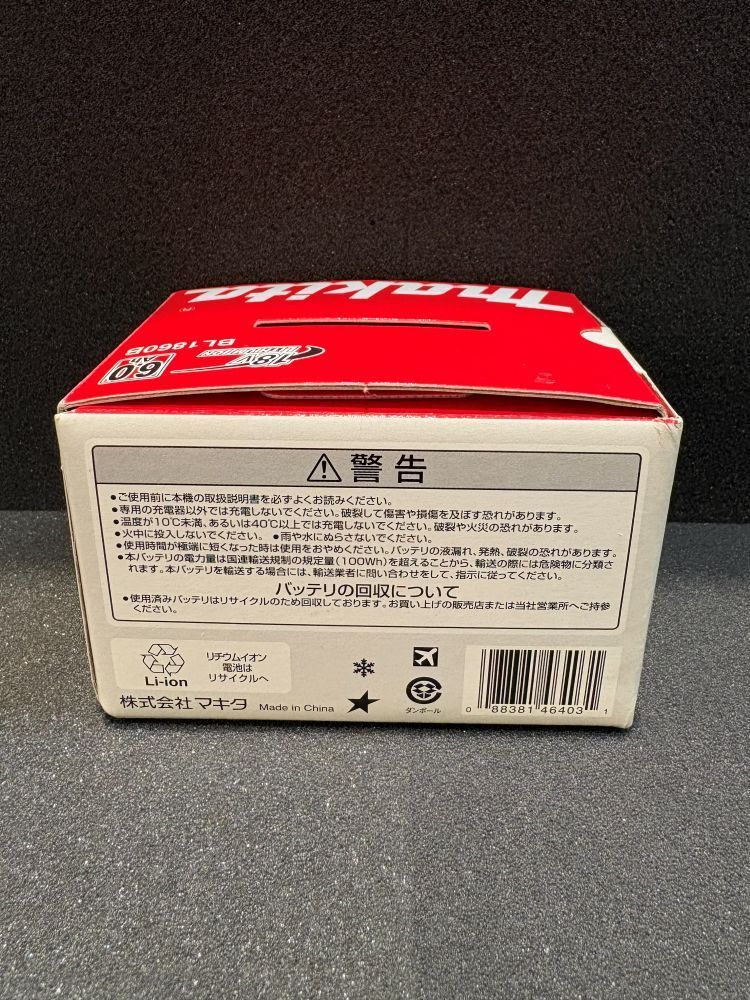 makita
(R)
18V
LITHIUM-ION
BL1860B
6.0
Ah
警告
●ご使用前に本機の取扱説明書を必ずよくお読みください。
●専用の充電器以外では充電しないでください。破裂して傷害や損傷を及ぼす恐れがあります。
●温度が10℃未満、あるいは40℃以上では充電しないでください。破裂や火災の恐れがあります。
●火中に投入しないでください。 ●雨や水にぬらさないでください。
●使用時間が極端に短くなった時は使用をおやめください。バッテリの液漏れ、発熱、破裂の恐れがあります。
●本バッテリの電力量は国連輸送規制の規定量(100Wh)を超えることから、輸送の際には危険物に分類さ
れます。本バッテリを輸送する場合には、輸送業者に問い合わせをして、指示に従ってください。
バッテリの回収について
●使用済みバッテリはリサイクルのため回収しております。お買い上げの販売店または当社営業所へご持参
ください。
Li-ion
リチウムイオン
電池は
リサイクルへ
株式会社マキタ Made in China
ダンボール
0 88381 46403 1